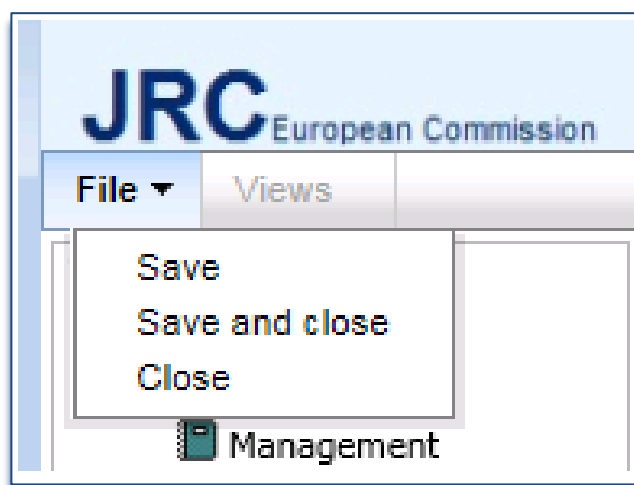 JRC European Commission
File Views
Save
Save and close
Close
Management